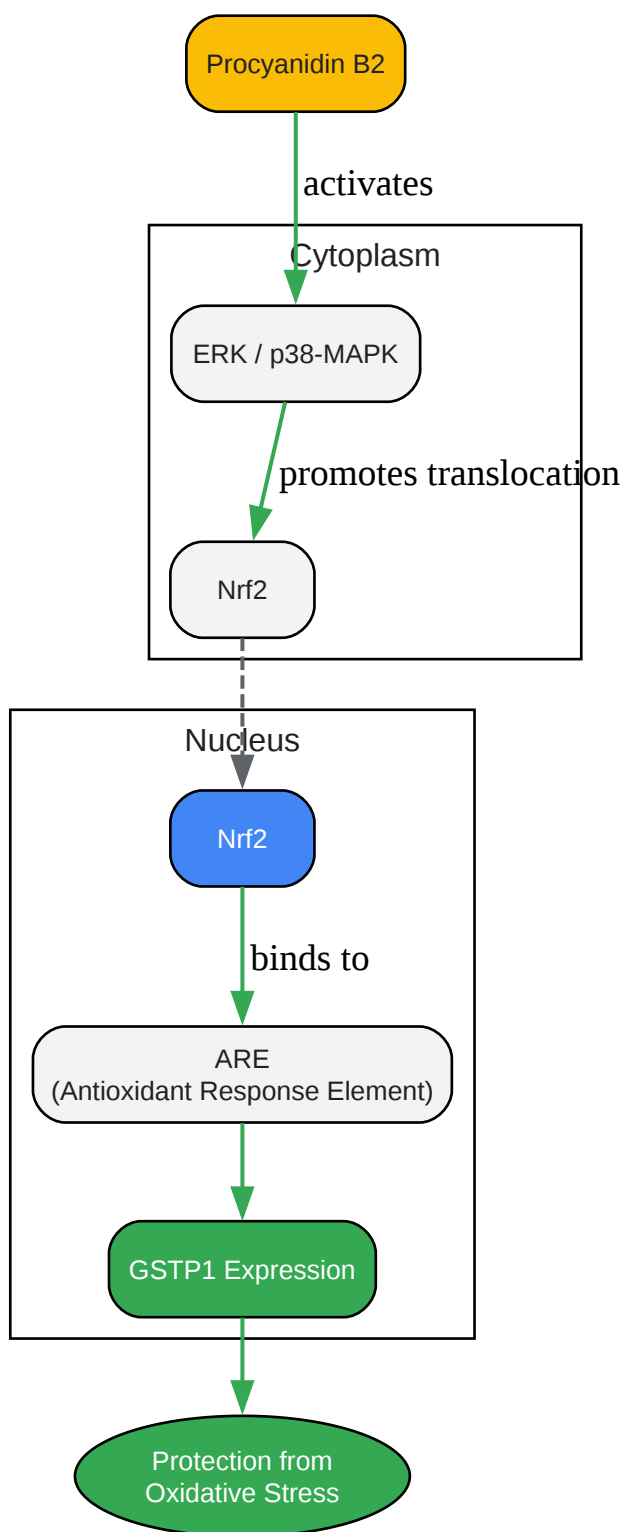 Procyanidin B2
activates
Cytoplasm
ERK / p38-MAPK
promotes translocation
Nrf2
Nucleus
Nrf2
binds to
ARE
(Antioxidant Response Element)
GSTP1 Expression
Protection from
Oxidative Stress